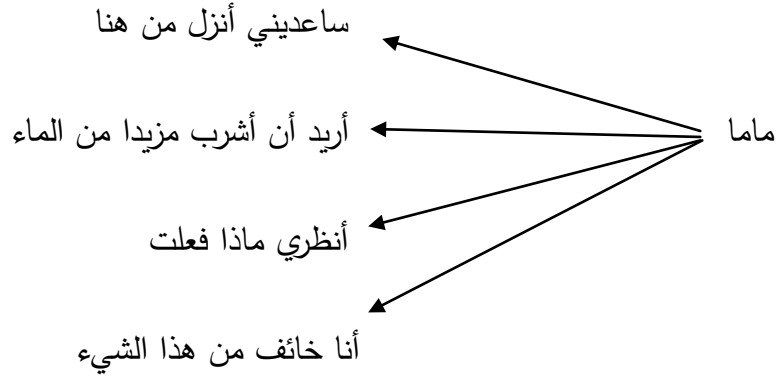 ساعديني أنزل من هنا
ماما
أريد أن أشرب مزيدا من الماء
أنظري ماذا فعلت
أنا خائف من هذا الشيء